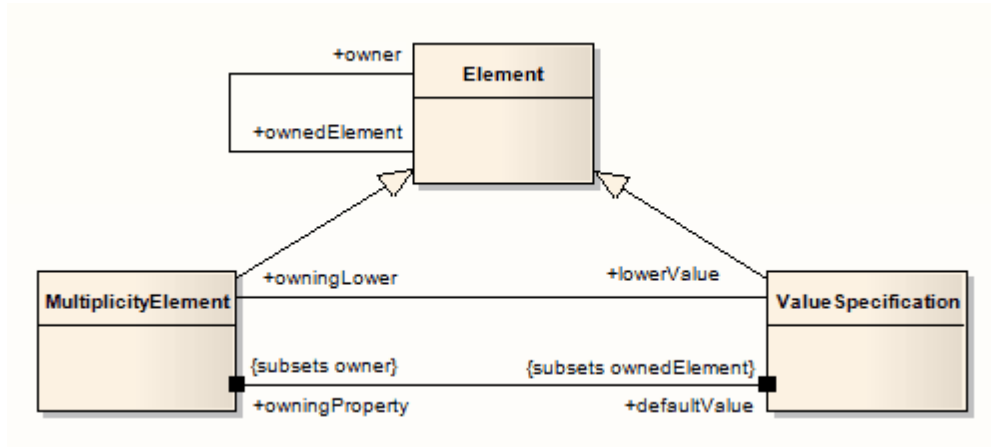 +owner
Element
+ownedElement
+owningLower
+lowerValue
MultiplicityElement
ValueSpecification
{subsets owner}
{subsets ownedElement}
+owningProperty
+defaultValue